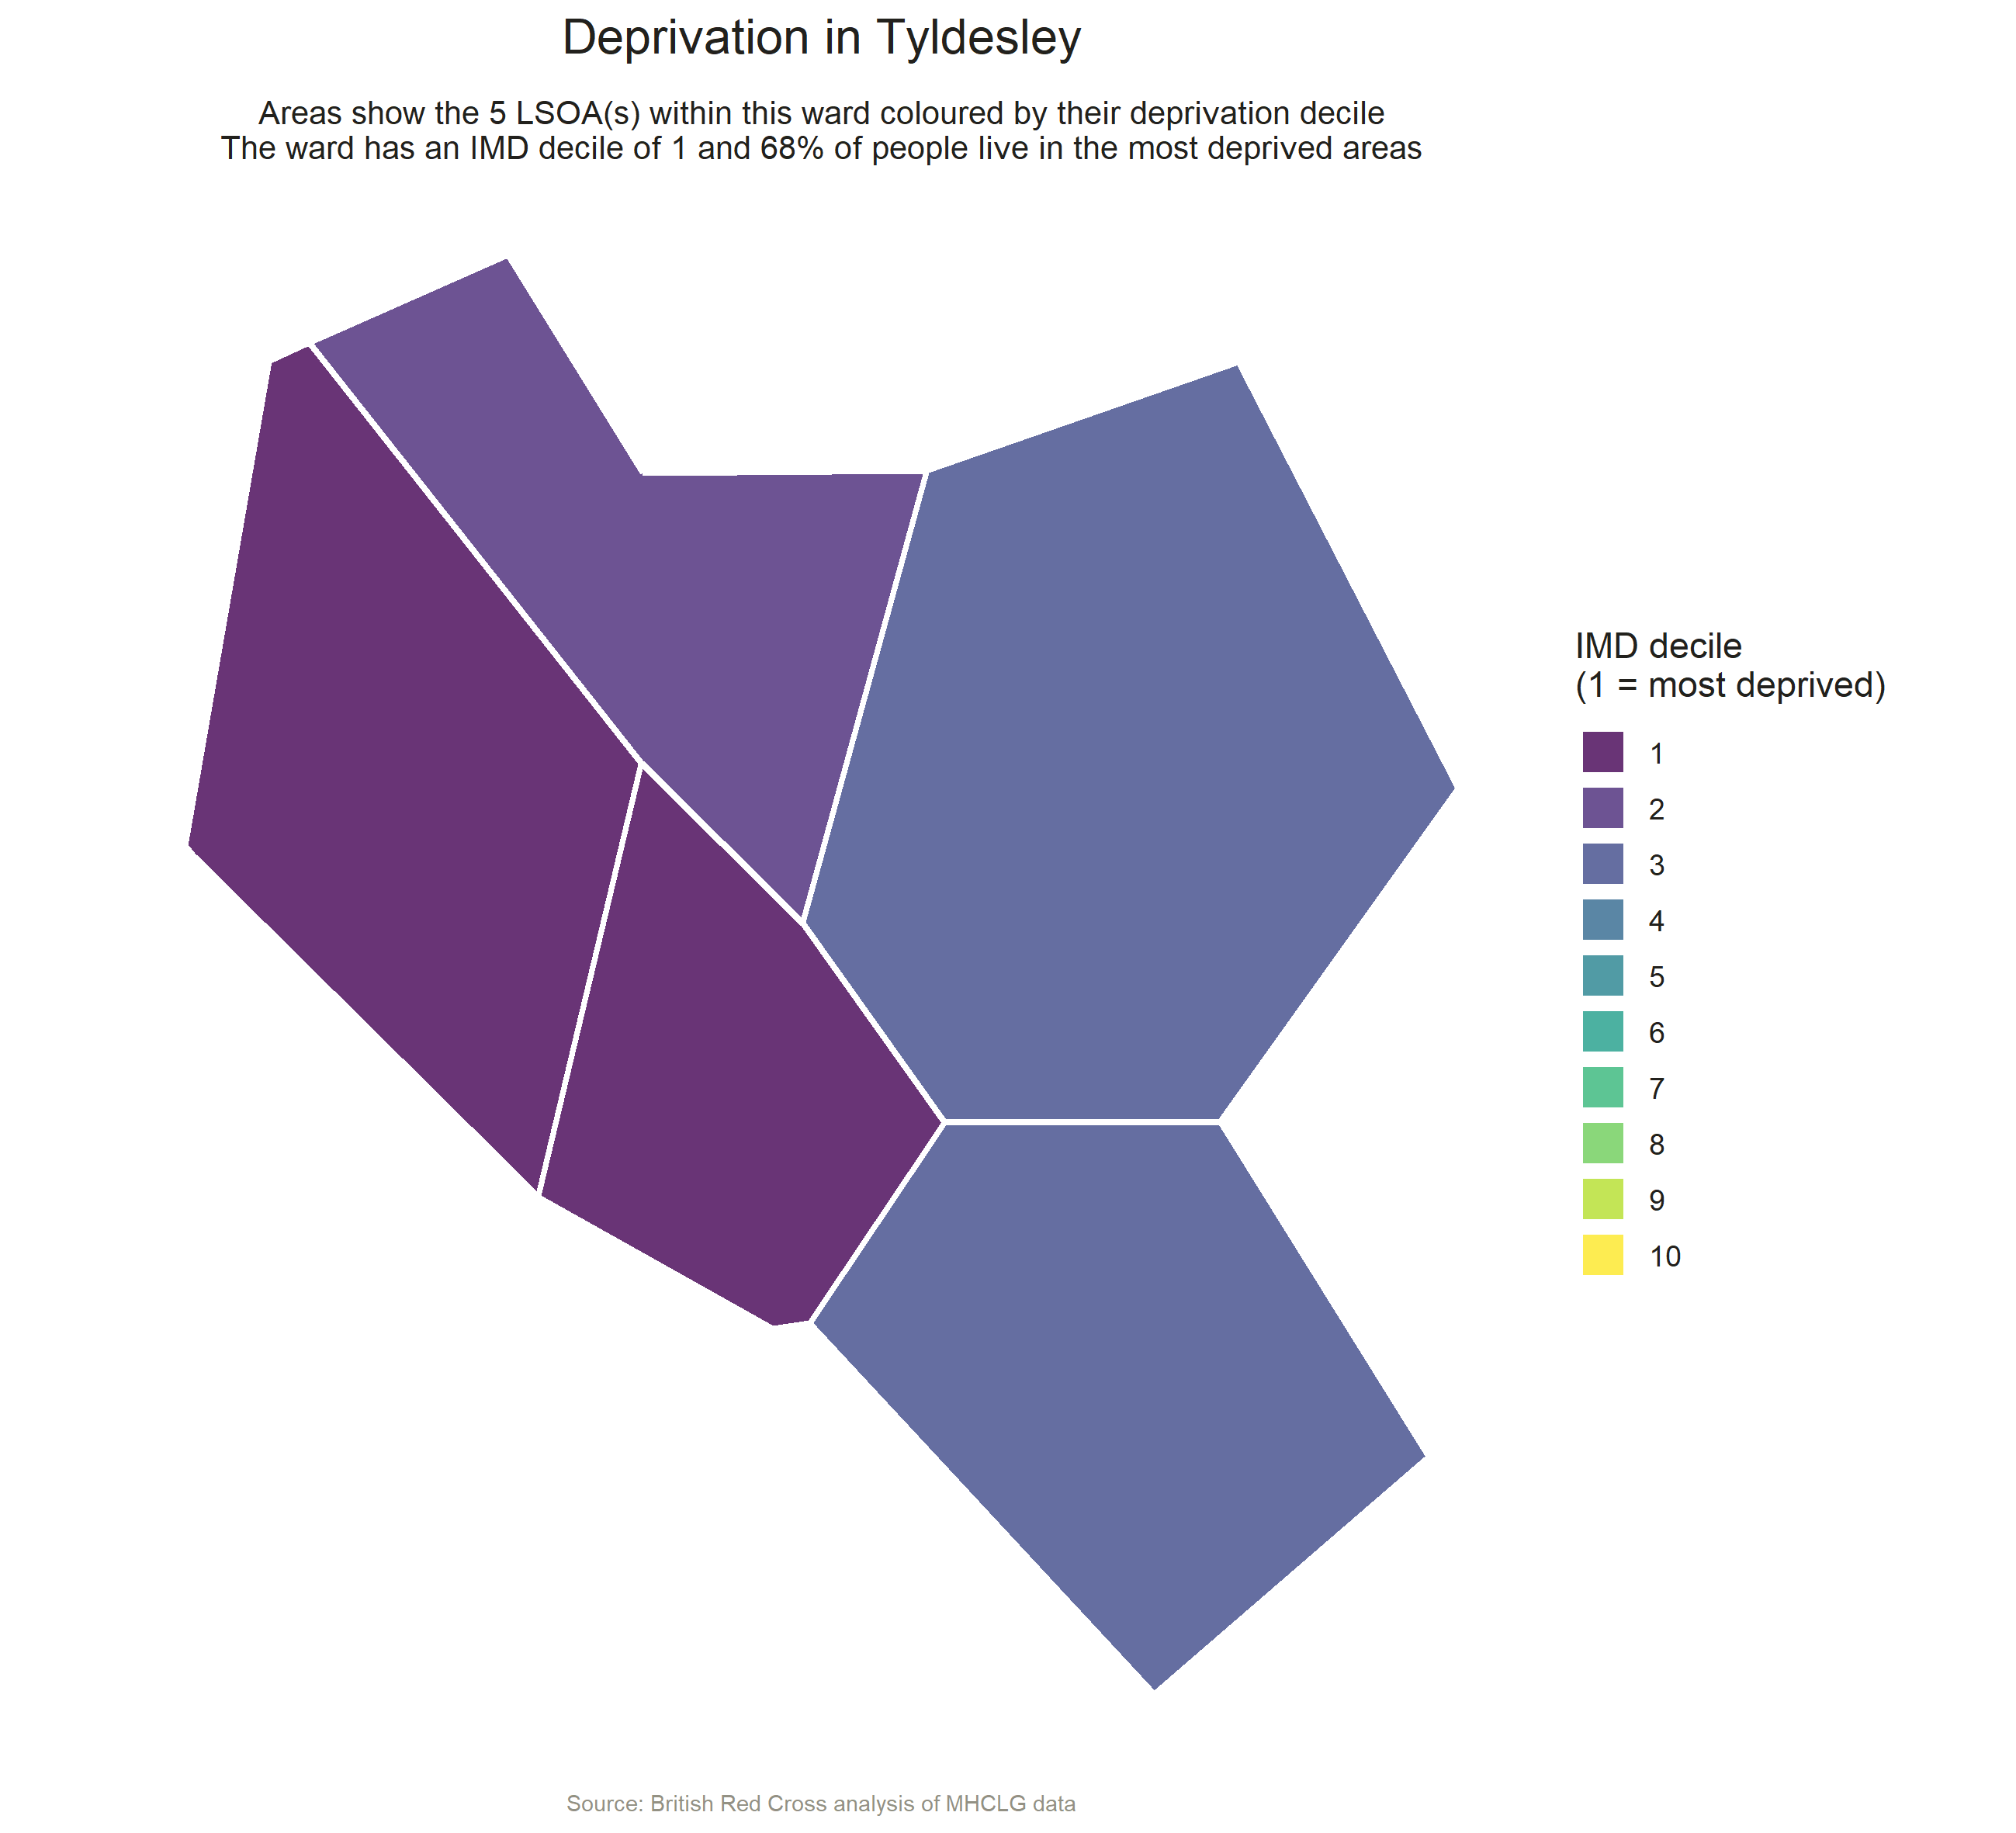 Deprivation in Tyldesley
Areas show the 5 LSOA(s) within this ward coloured by their deprivation decile
The ward has an IMD decile of 1 and 68% of people live in the most deprived areas
IMD decile
(1 = most deprived)
1
2
3
4
5
6
7
8
9
10
Source: British Red Cross analysis of MHCLG data